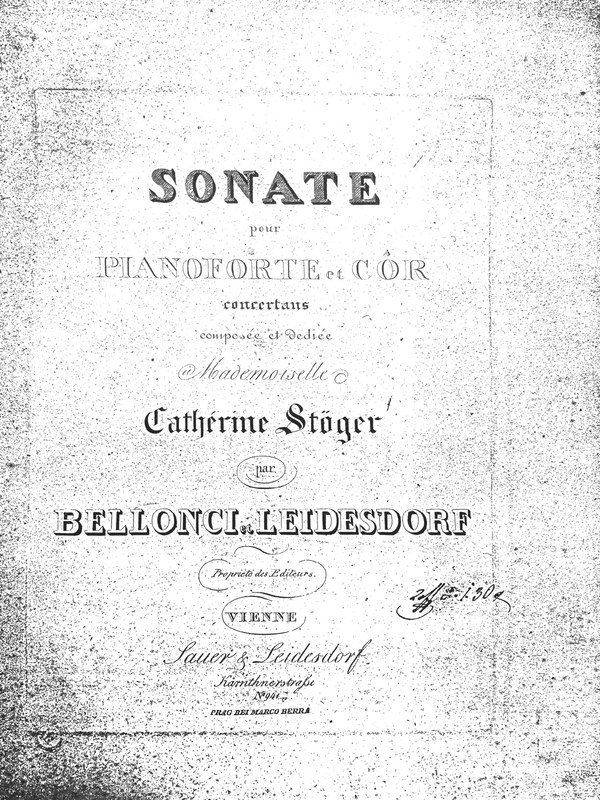 SONATE
pour
PIANOFORTE et CÔR
concertans
composée et Dediée
a Mademoiselle
Cathérine Stöger
par
BELLONCI et LEIDESDORF
Propriété des Editeurs.
VIENNE
Sauer & Leidesdorf
Kärnthnerstraße
N° 941
PRAG BEI MARCO BERRA